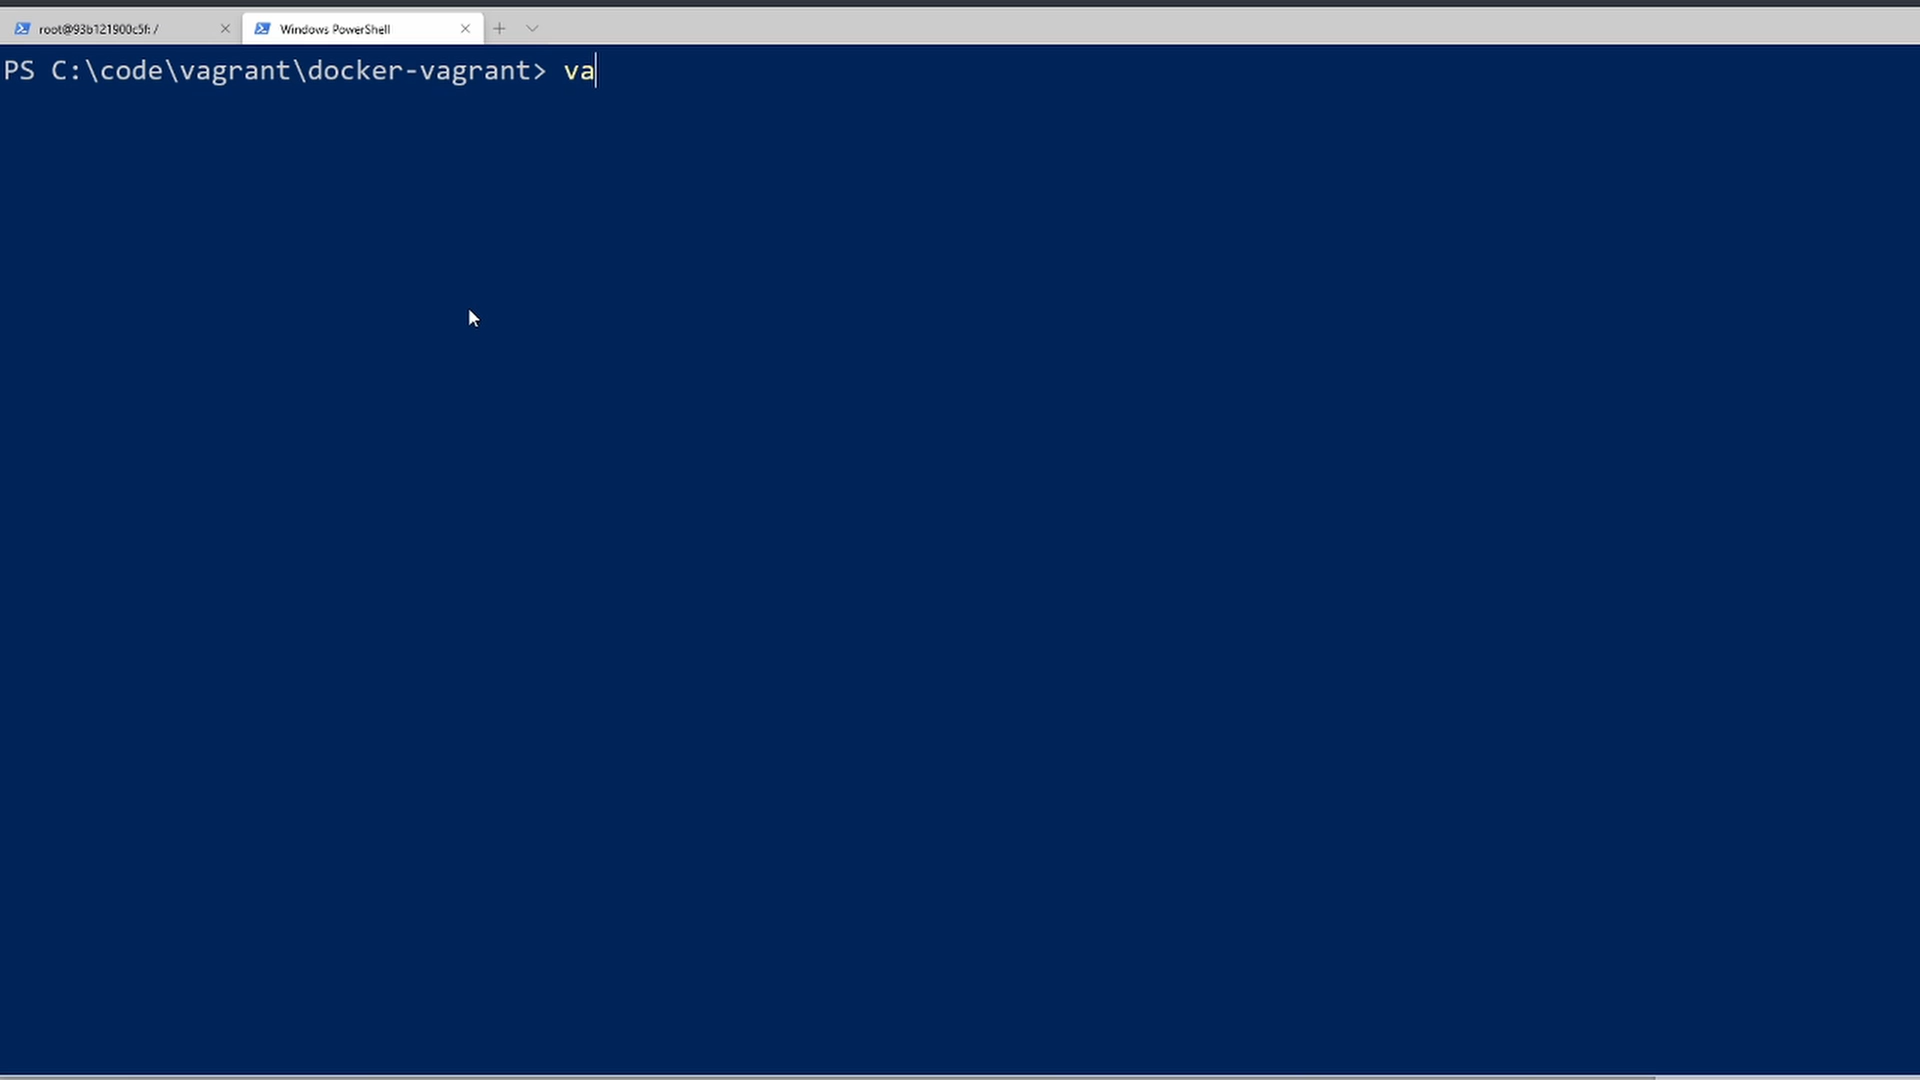 root@93b121900c5f: /
Windows PowerShell
PS C:\code\vagrant\docker-vagrant> va